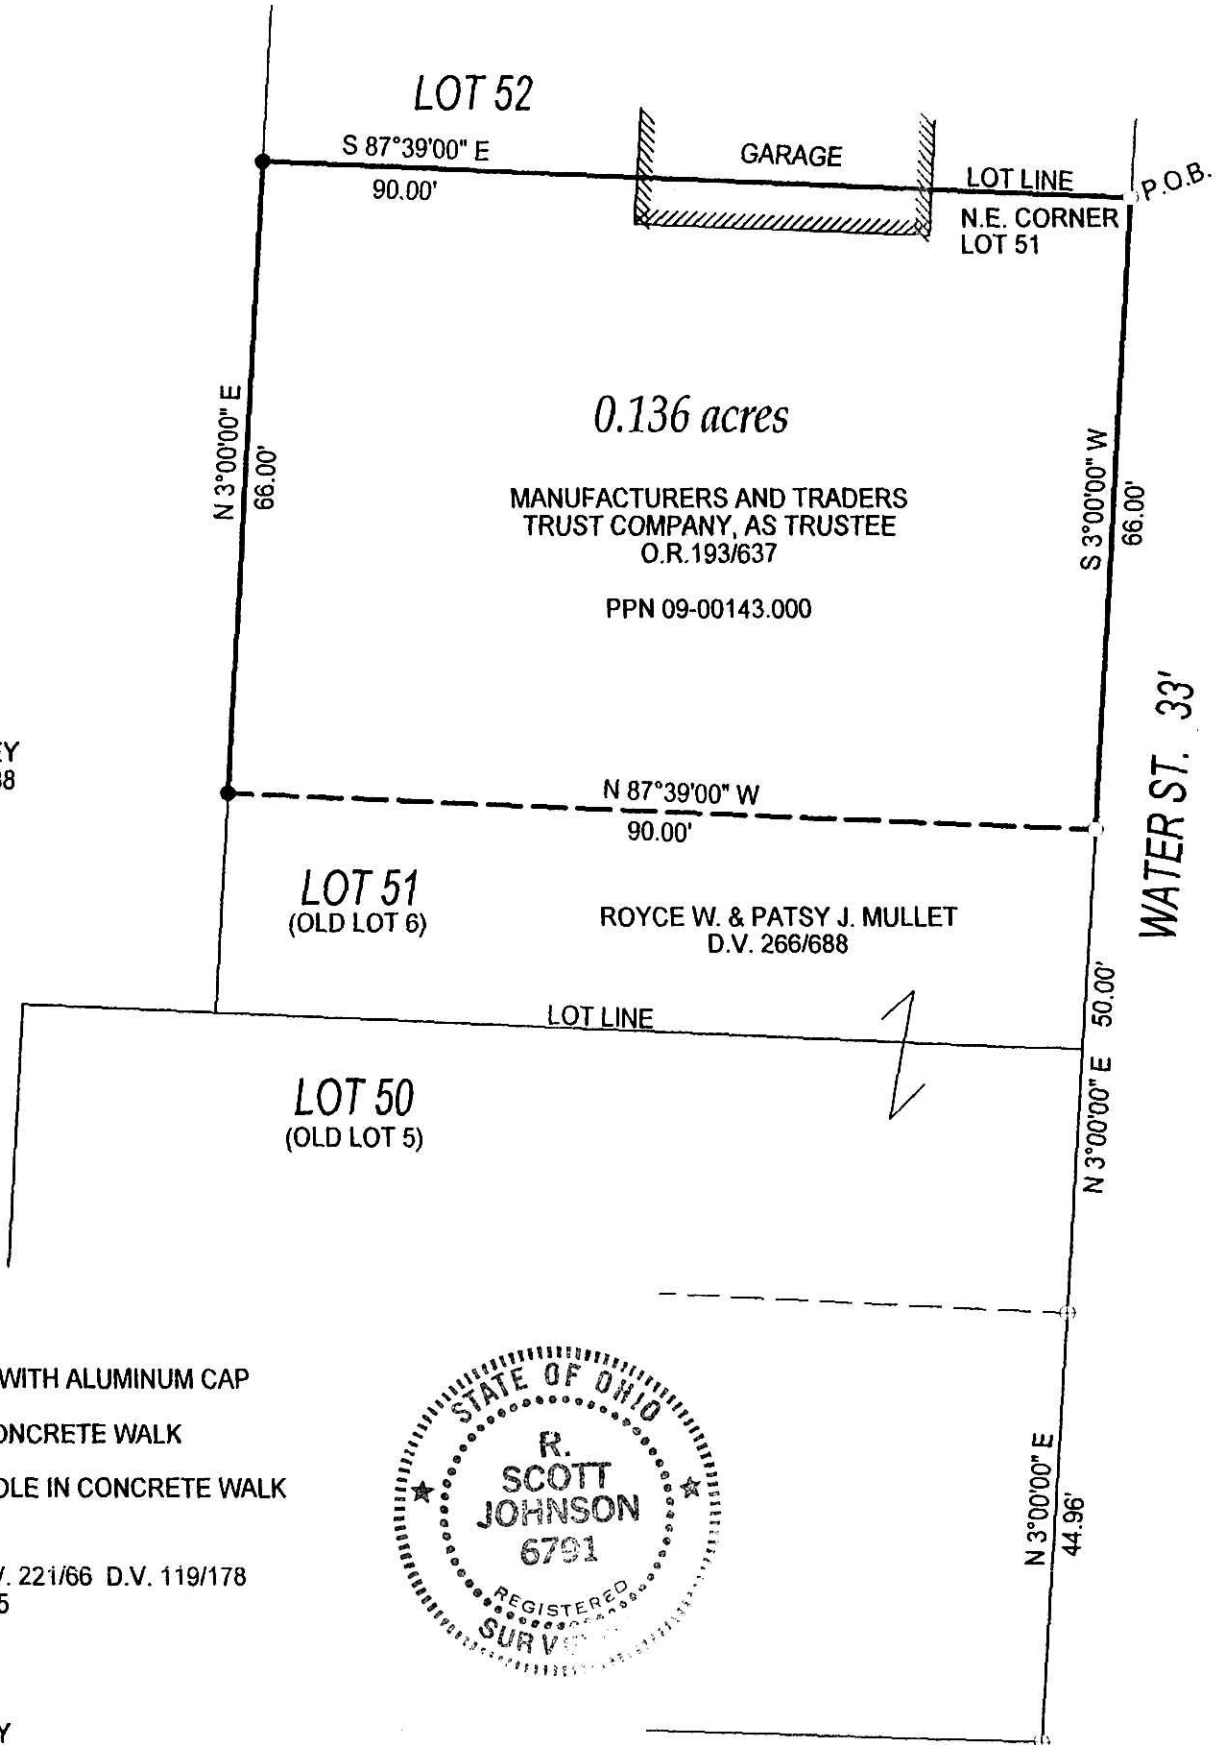 LOT 52
S 87°39'00" E
90.00'
GARAGE
LOT LINE
P.O.B.
N.E. CORNER
LOT 51
N 3°00'00" E
66.00'
0.136 acres
S 3°00'00" W
66.00'
MANUFACTURERS AND TRADERS
TRUST COMPANY, AS TRUSTEE
O.R.193/637
PPN 09-00143.000
WATER ST. 33'
EY
38
N 87°39'00" W
90.00'
LOT 51
(OLD LOT 6)
ROYCE W. & PATSY J. MULLET
D.V. 266/688
LOT LINE
N 3°00'00" E 50.00'
LOT 50
(OLD LOT 5)
WITH ALUMINUM CAP
ONCRETE WALK
OLE IN CONCRETE WALK
V. 221/66 D.V. 119/178
5
STATE OF OHIO
R.
SCOTT
JOHNSON
6791
REGISTERED
N 3°00'00" E
44.96'
Y